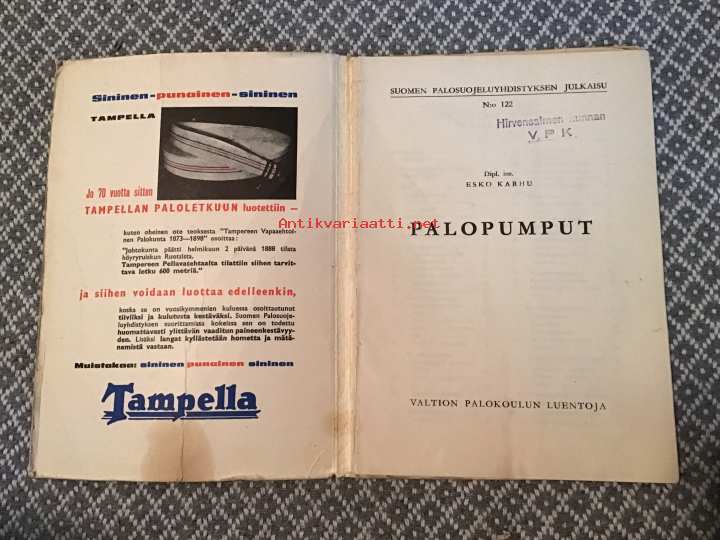 Sininen-punainen-sininen
TAMPELLA
Jo 70 vuotta sitten
TAMPELLAN PALOLETKUUN luotettiin —
kuten oheinen ote teoksesta "Tampereen Vapaaehtoi-
nen Palokunta 1873—1898" osoittaa:
"Johtokunta päätti helmikuun 2 päivänä 1888 tilata
höyryruiskun Ruotsista.
Tampereen Pellavatehtaalta tilattiin siihen tarvit-
tava letku 600 metriä."
ja siihen voidaan luottaa edelleenkin,
koska se on vuosikymmenien kuluessa osoittautunut
tiiviiksi ja kulutusta kestäväksi. Suomen Palosuoje-
luyhdistyksen suorittamissa kokeissa sen on todettu
huomattavasti ylittävän vaaditun paineenkestävyy-
den. Lisäksi langat kyllästetään hometta ja mätä-
nemistä vastaan.
Muistakaa: sininen punainen sininen
Tampella
SUOMEN PALOSUOJELUYHDISTYKSEN JULKAISU
N:o 122
Hirvensalmen kunnan
V. P. K.
Dipl. ins.
ESKO KARHU
Antikvariaatti.net
PALOPUMPUT
VALTION PALOKOULUN LUENTOJA